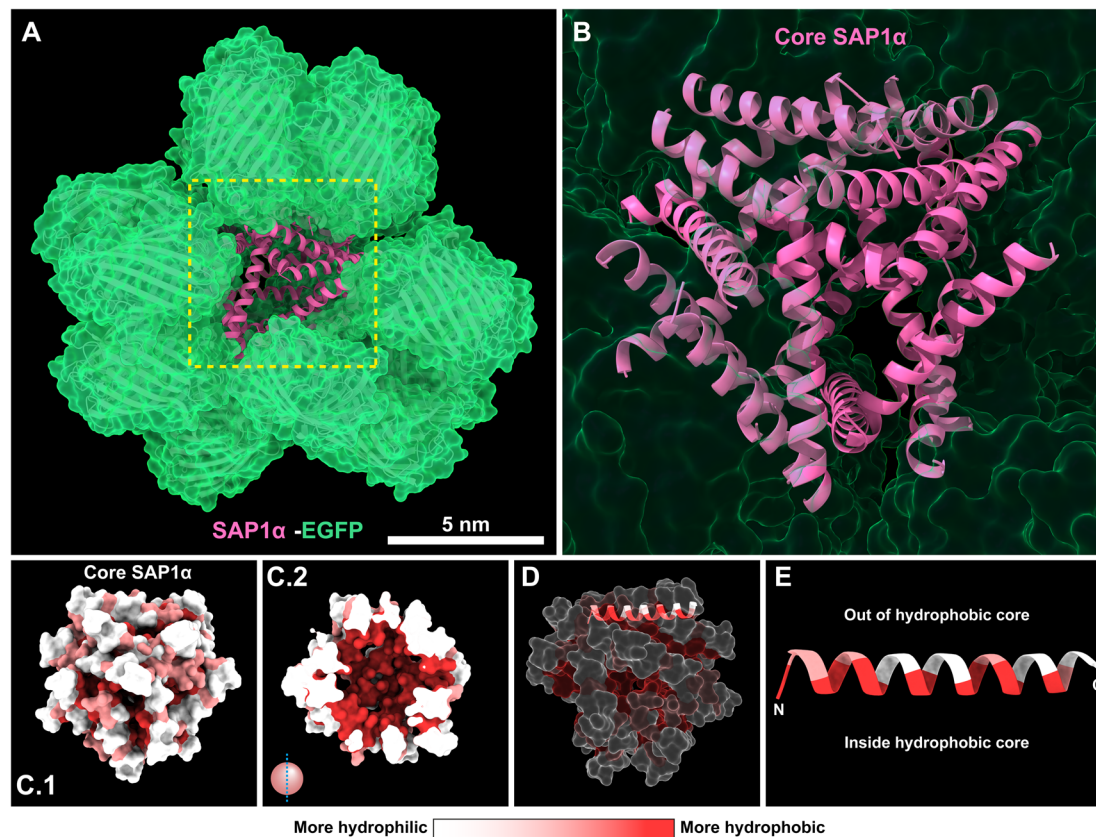 A
SAP1α -EGFP
5 nm
B
Core SAP1α
Core SAP1α
C.1
C.2
D
E
Out of hydrophobic core
N
C
Inside hydrophobic core
More hydrophilic
More hydrophobic